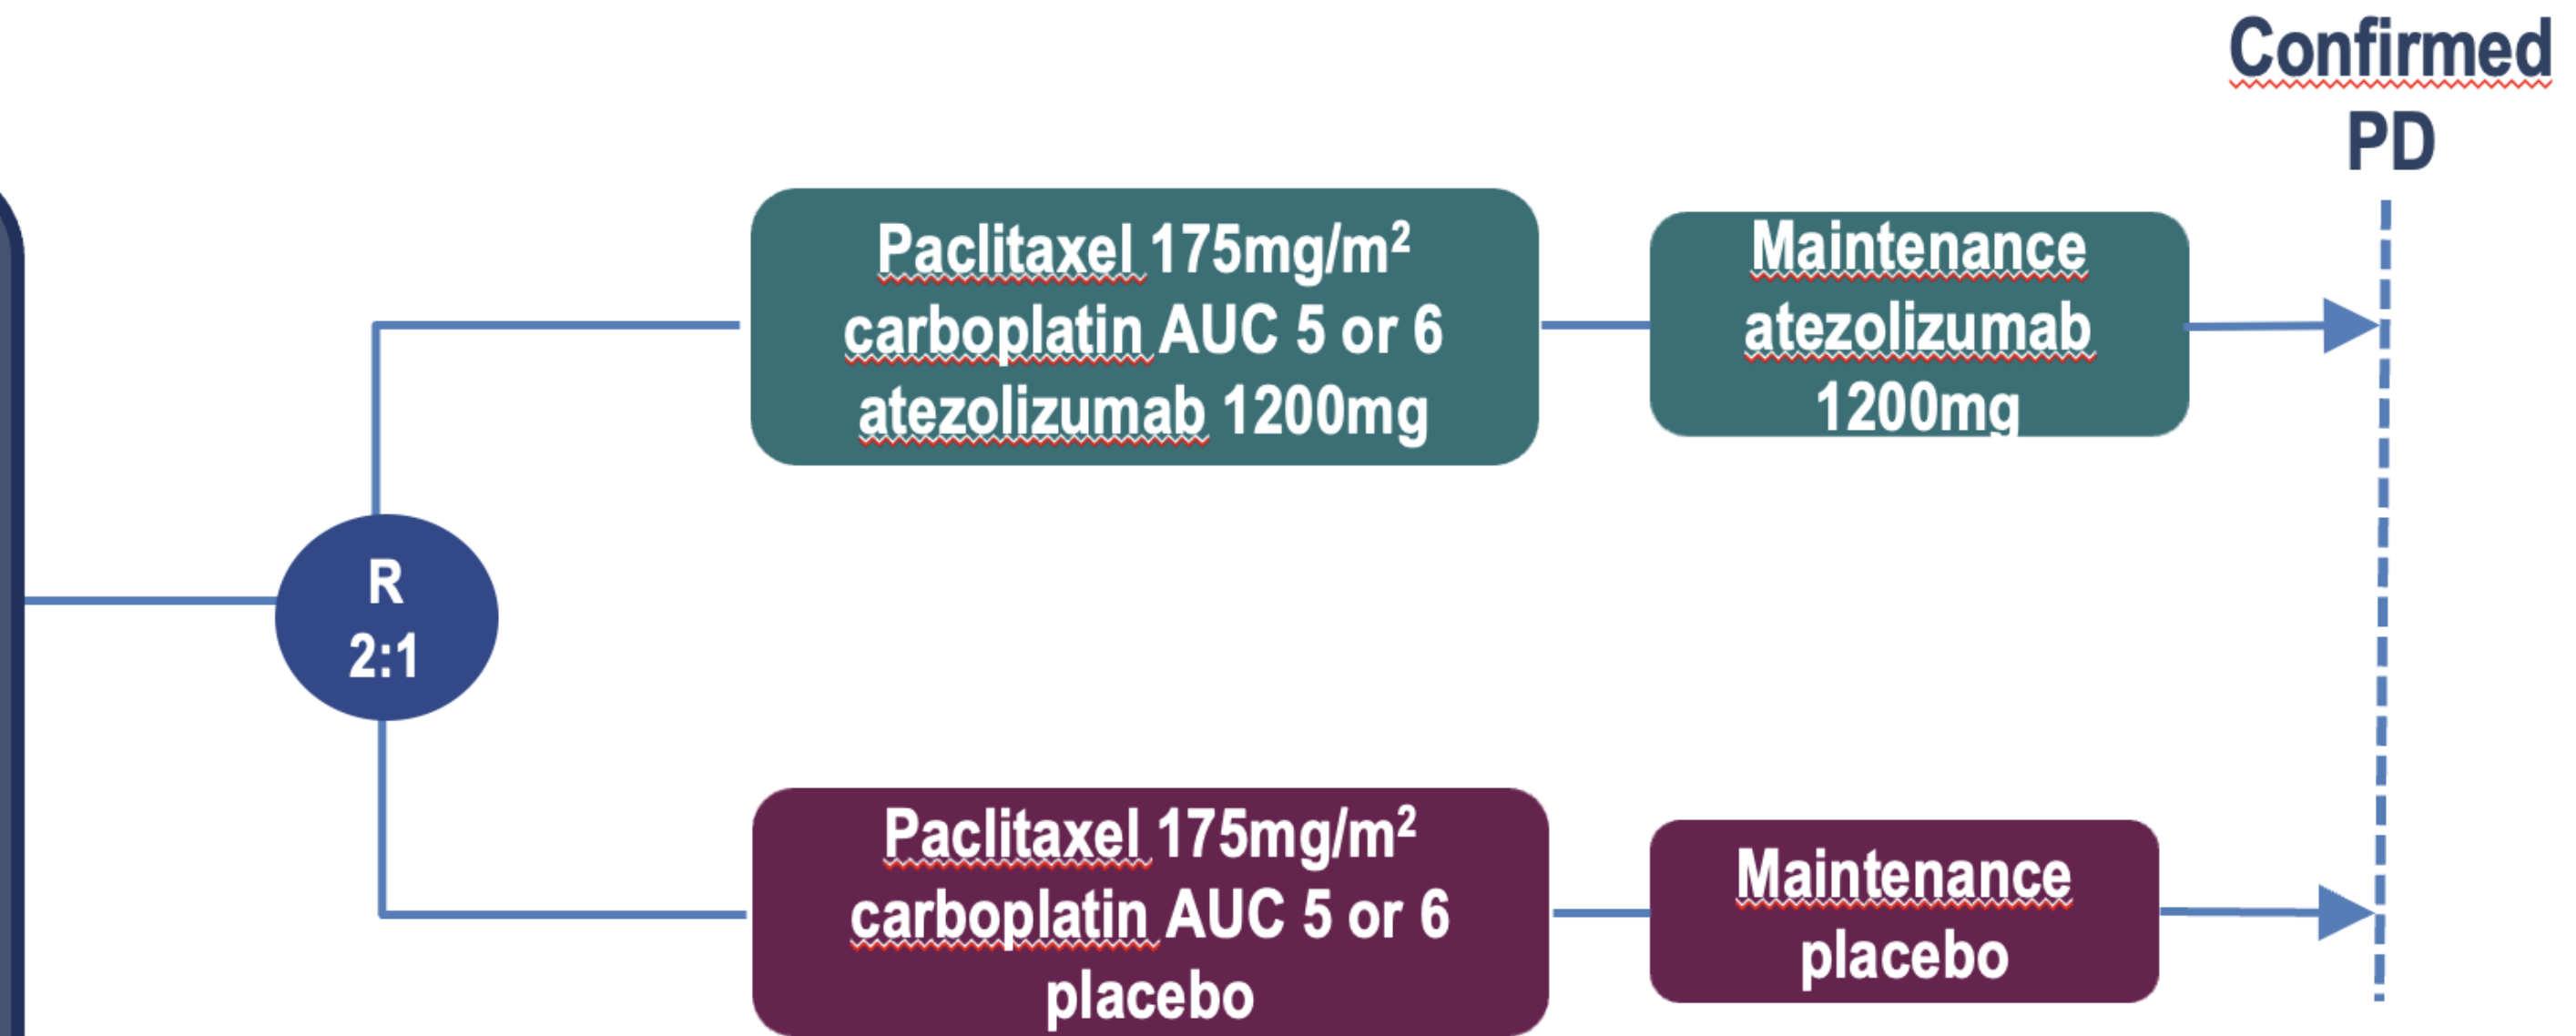 Confirmed
PD
Paclitaxel 175mg/m²
carboplatin AUC 5 or 6
atezolizumab 1200mg
Maintenance
atezolizumab
1200mg
R
2:1
Paclitaxel 175mg/m²
carboplatin AUC 5 or 6
placebo
Maintenance
placebo